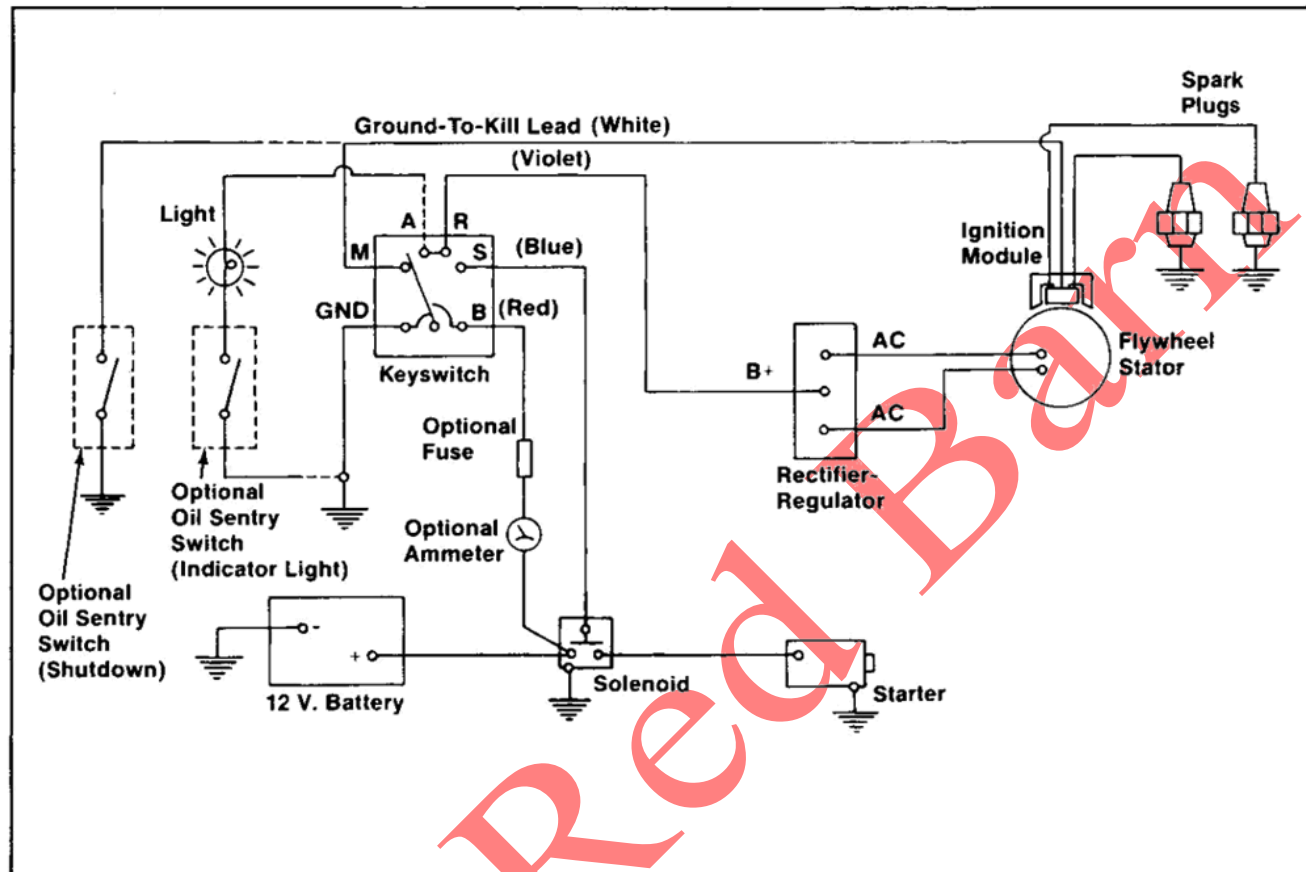 Spark
Plugs
Ground-To-Kill Lead (White)
(Violet)
Light
A
R
Ignition
Module
M
S
(Blue)
GND
B
(Red)
Keyswitch
AC
B+
AC
Flywheel
Stator
Optional
Fuse
Rectifier-
Regulator
Optional
Oil Sentry
Switch
(Indicator Light)
Optional
Ammeter
Optional
Oil Sentry
Switch
(Shutdown)
-
+
12 V. Battery
Solenoid
Starter
Red Barn